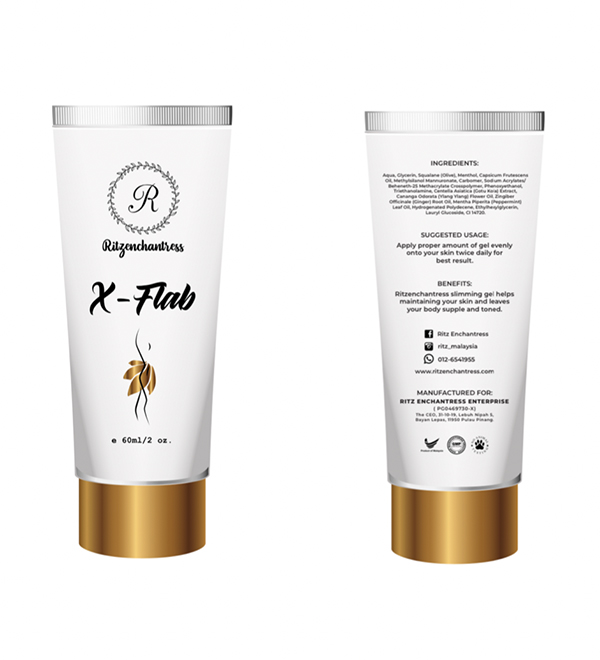 R
Ritzenchantress
X-Flab
e 60ml/2 oz.
INGREDIENTS:
Aqua, Glycerin, Squalane (Olive), Menthol, Capsicum Frutescens
Oil, Methylsilanol Mannuronate, Carbomer, Sodium Acrylates/
Beheneth-25 Methacrylate Crosspolymer, Phenoxyethanol,
Triethanolamine, Centella Asiatica (Gotu Kola) Extract,
Cananga Odorata (Ylang Ylang) Flower Oil, Zingiber
Officinale (Ginger) Root Oil, Mentha Piperita (Peppermint)
Leaf Oil, Hydrogenated Polydecene, Ethylhexylglycerin,
Lauryl Glucoside, CI 14720.
SUGGESTED USAGE:
Apply proper amount of gel evenly
onto your skin twice daily for
best result.
BENEFITS:
Ritzenchantress slimming gel helps
maintaining your skin and leaves
your body supple and toned.
Ritz Enchantress
ritz_malaysia
012-6541955
www.ritzenchantress.com
MANUFACTURED FOR:
RITZ ENCHANTRESS ENTERPRISE
( PG0469730-X)
The CEO, 31-10-19, Lebuh Nipah 5,
Bayan Lepas, 11950 Pulau Pinang.
GMP